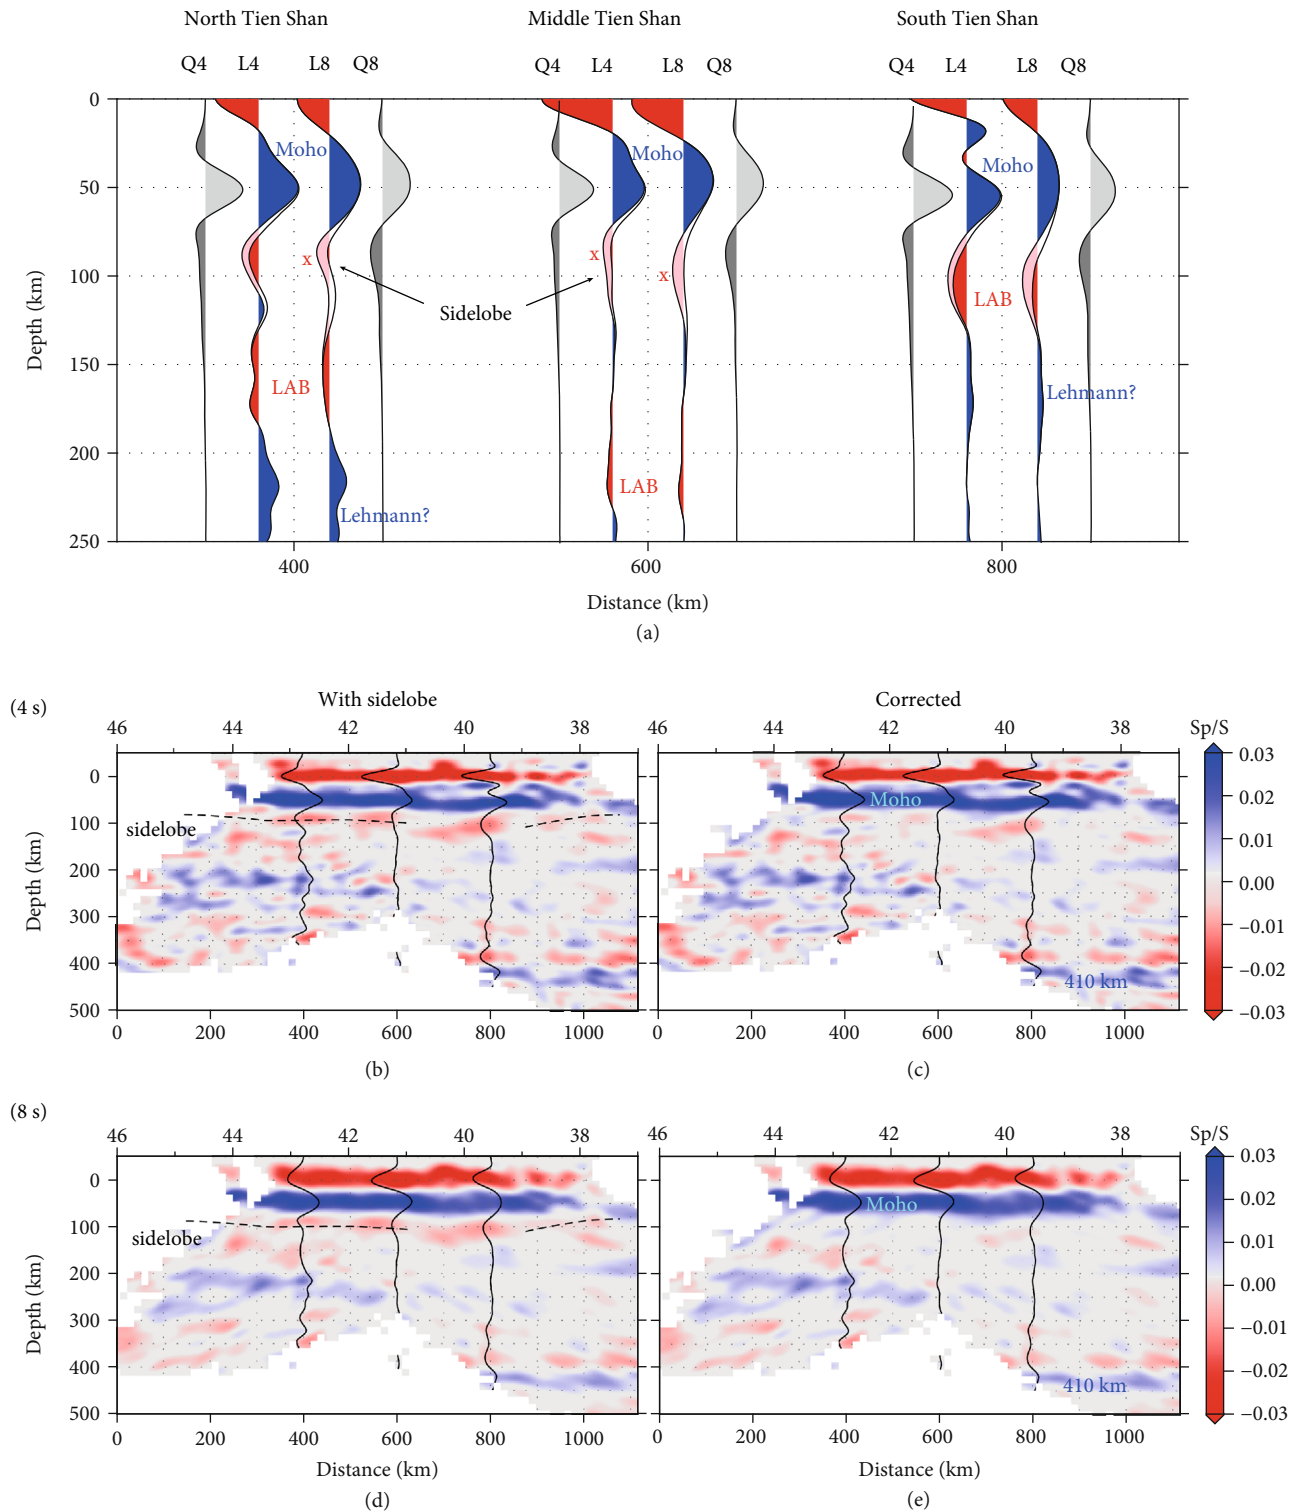 North Tien Shan Middle Tien Shan South Tien Shan
Q4 L4 L8 Q8 Q4 L4 L8 Q8 Q4 L4 L8 Q8
0
Moho Moho Moho
50
x x
100
x
Sidelobe LAB
150
LAB Lehmann?
200
LAB
Lehmann?
250
400 600 800
Depth (km)
Distance (km)
(a)
(4 s) With sidelobe Corrected
46 44 42 40 38 46 44 42 40 38 Sp/S
0 0.03
Moho
100 0.02
sidelobe
200 0.01
300 0.00
400 −0.01
410 km −0.02
500 −0.03
Depth (km)
0 200 400 600 800 1000 0 200 400 600 800 1000
(b) (c)
(8 s)
46 44 42 40 38 46 44 42 40 38 Sp/S
0 0.03
Moho
100 0.02
sidelobe
200 0.01
300 0.00
400 −0.01
410 km −0.02
500 −0.03
Depth (km)
0 200 400 600 800 1000 0 200 400 600 800 1000
Distance (km) Distance (km)
(d) (e)